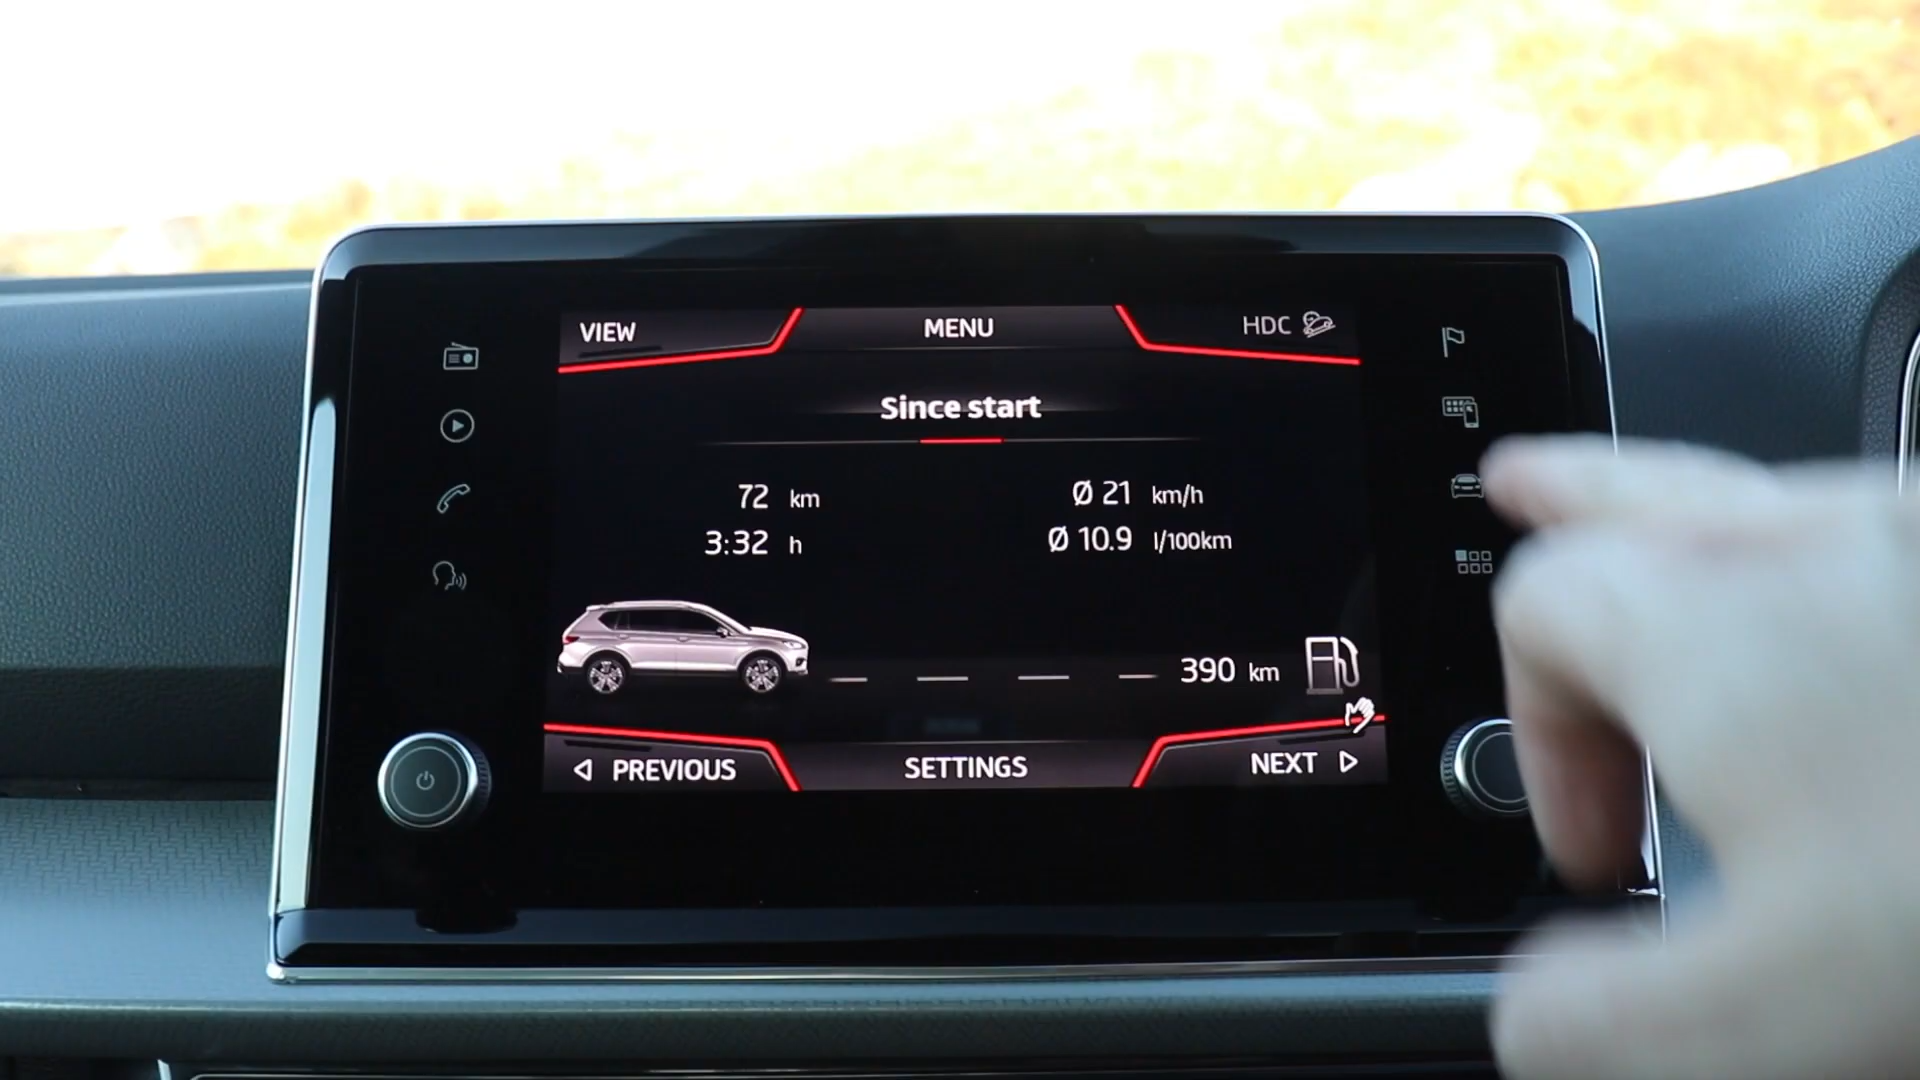 VIEW
MENU
HDC
Since start
72 km
Ø 21 km/h
3:32 h
Ø 10.9 l/100km
390 km
PREVIOUS
SETTINGS
NEXT